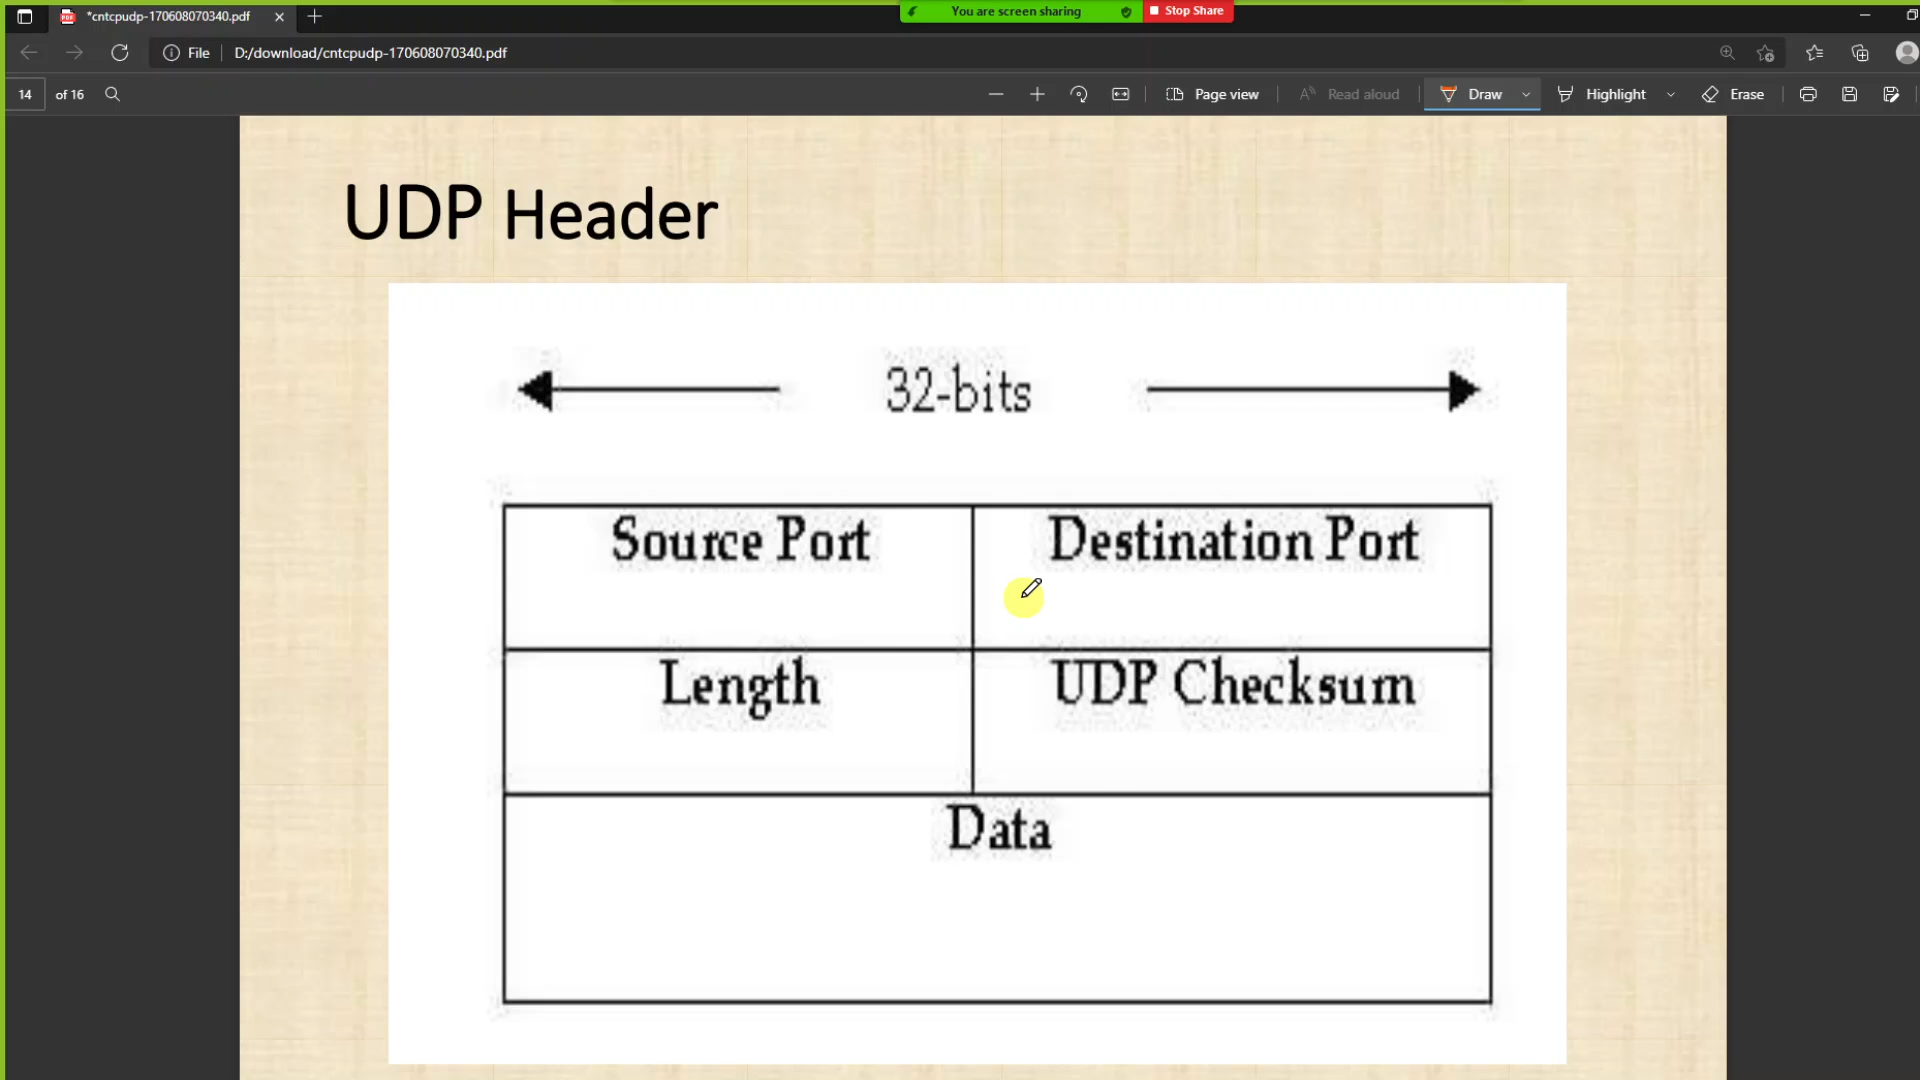 *cntcpudp-170608070340.pdf
You are screen sharing
Stop Share
File
D:/download/cntcpudp-170608070340.pdf
14
of 16
Page view
Read aloud
Draw
Highlight
Erase
UDP Header
32-bits
Source Port
Destination Port
Length
UDP Checksum
Data